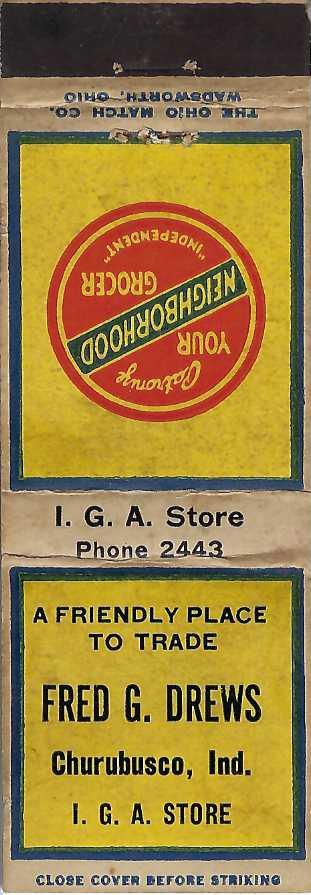 THE OHIO MATCH CO.
WADSWORTH, OHIO
Patronize
YOUR
NEIGHBORHOOD
GROCER
"INDEPENDENT"
I. G. A. Store
Phone 2443
A FRIENDLY PLACE
TO TRADE
FRED G. DREWS
Churubusco, Ind.
I. G. A. STORE
CLOSE COVER BEFORE STRIKING